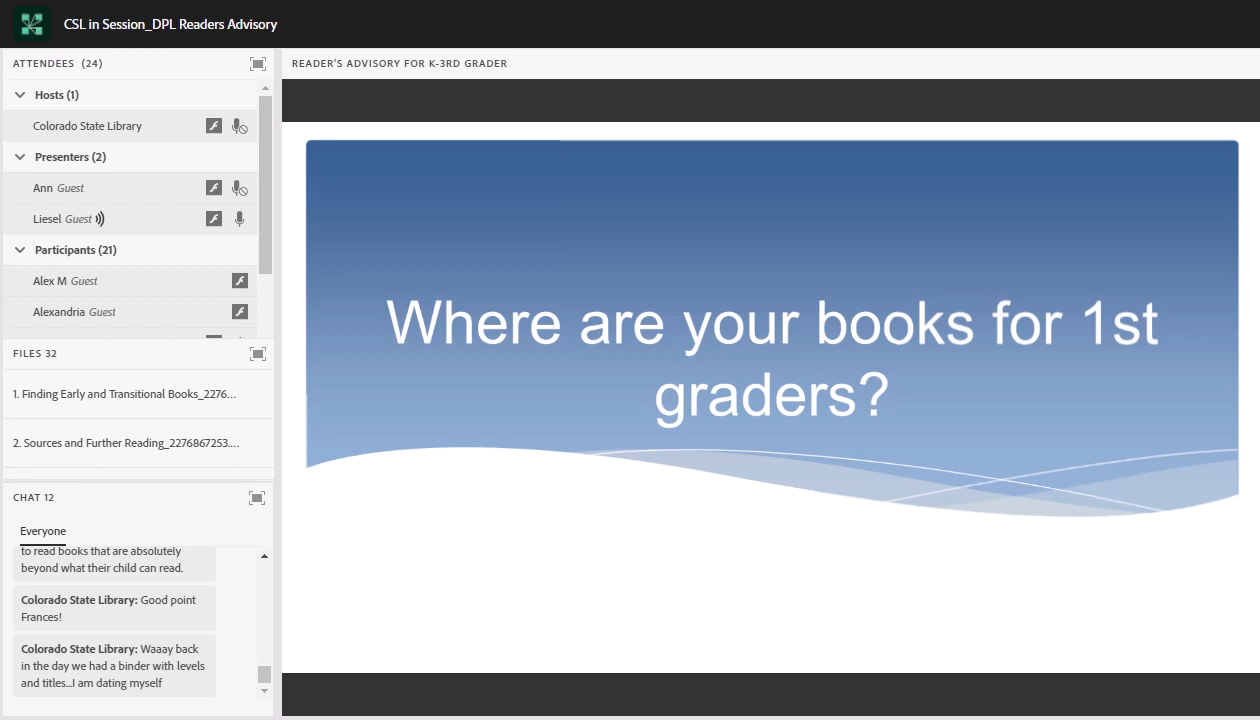 CSL in Session_DPL Readers Advisory
ATTENDEES (24)
Hosts (1)
Colorado State Library
Presenters (2)
Ann Guest
Liesel Guest
Participants (21)
Alex M Guest
Alexandria Guest
FILES 32
1. Finding Early and Transitional Books_2276...
2. Sources and Further Reading_2276867253....
CHAT 12
Everyone
to read books that are absolutely
beyond what their child can read.
Colorado State Library: Good point
Frances!
Colorado State Library: Waaay back
in the day we had a binder with levels
and titles...I am dating myself
READER'S ADVISORY FOR K-3RD GRADER
Where are your books for 1st
graders?